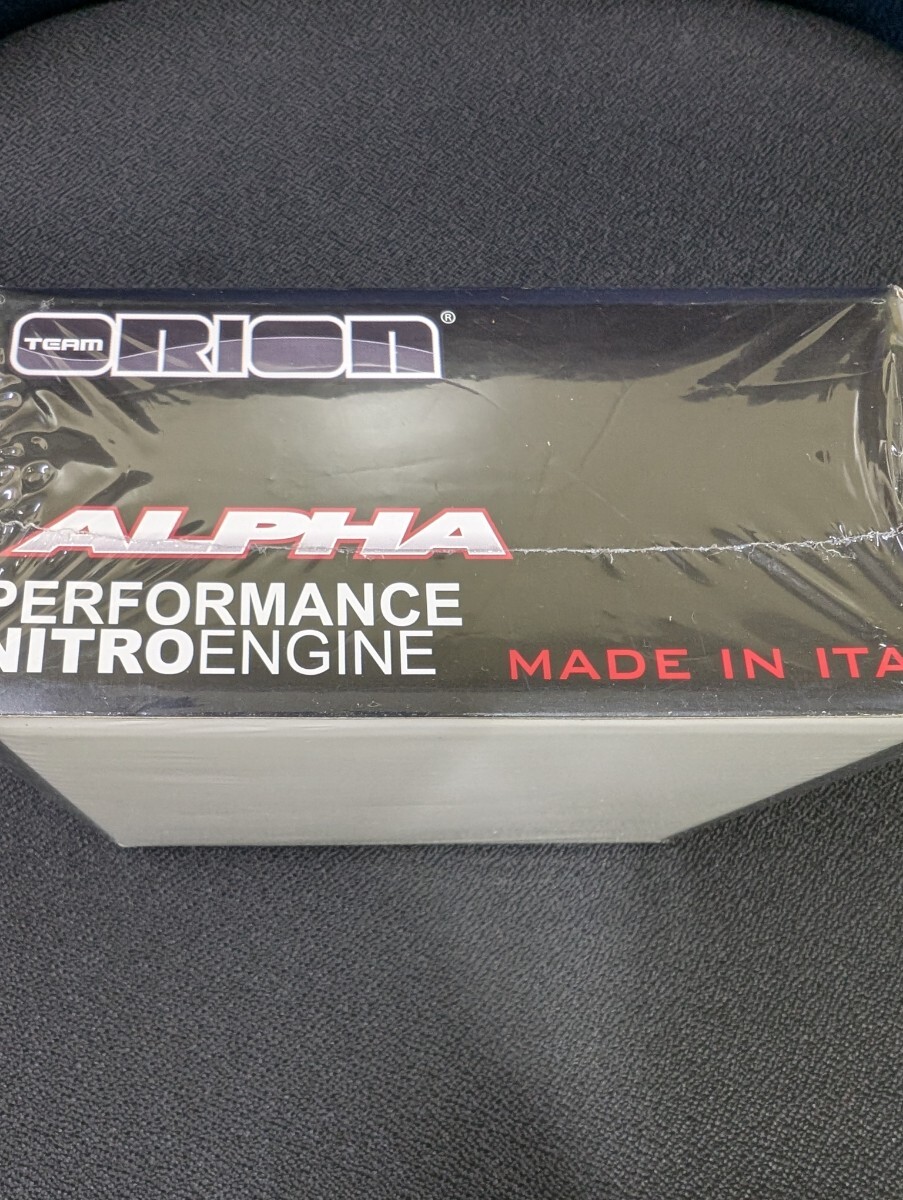 TEAM ORION®
ALPHA
PERFORMANCE
NITROENGINE
MADE IN ITA